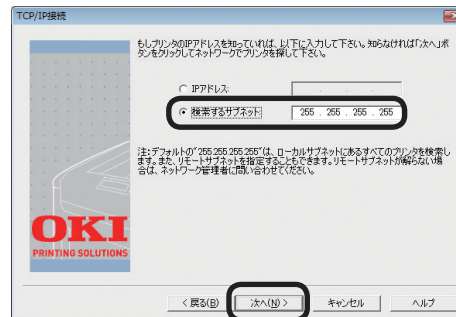 TCP/IP接続
もしプリンタのIPアドレスを知っていれば、以下に入力して下さい。知らなければ「次へ」ボ
タンをクリックしてネットワークでプリンタを探して下さい。
IPアドレス:
検索するサブネット: 255 . 255 . 255 . 255
注:デフォルトの"255.255.255.255"は、ローカルサブネットにあるすべてのプリンタを検索し
ます。また、リモートサブネットを指定することもできます。リモートサブネットが解らない場
合は、ネットワーク管理者に問い合わせてください。
OKI
PRINTING SOLUTIONS
< 戻る(B) 次へ(N) > キャンセル ヘルプ